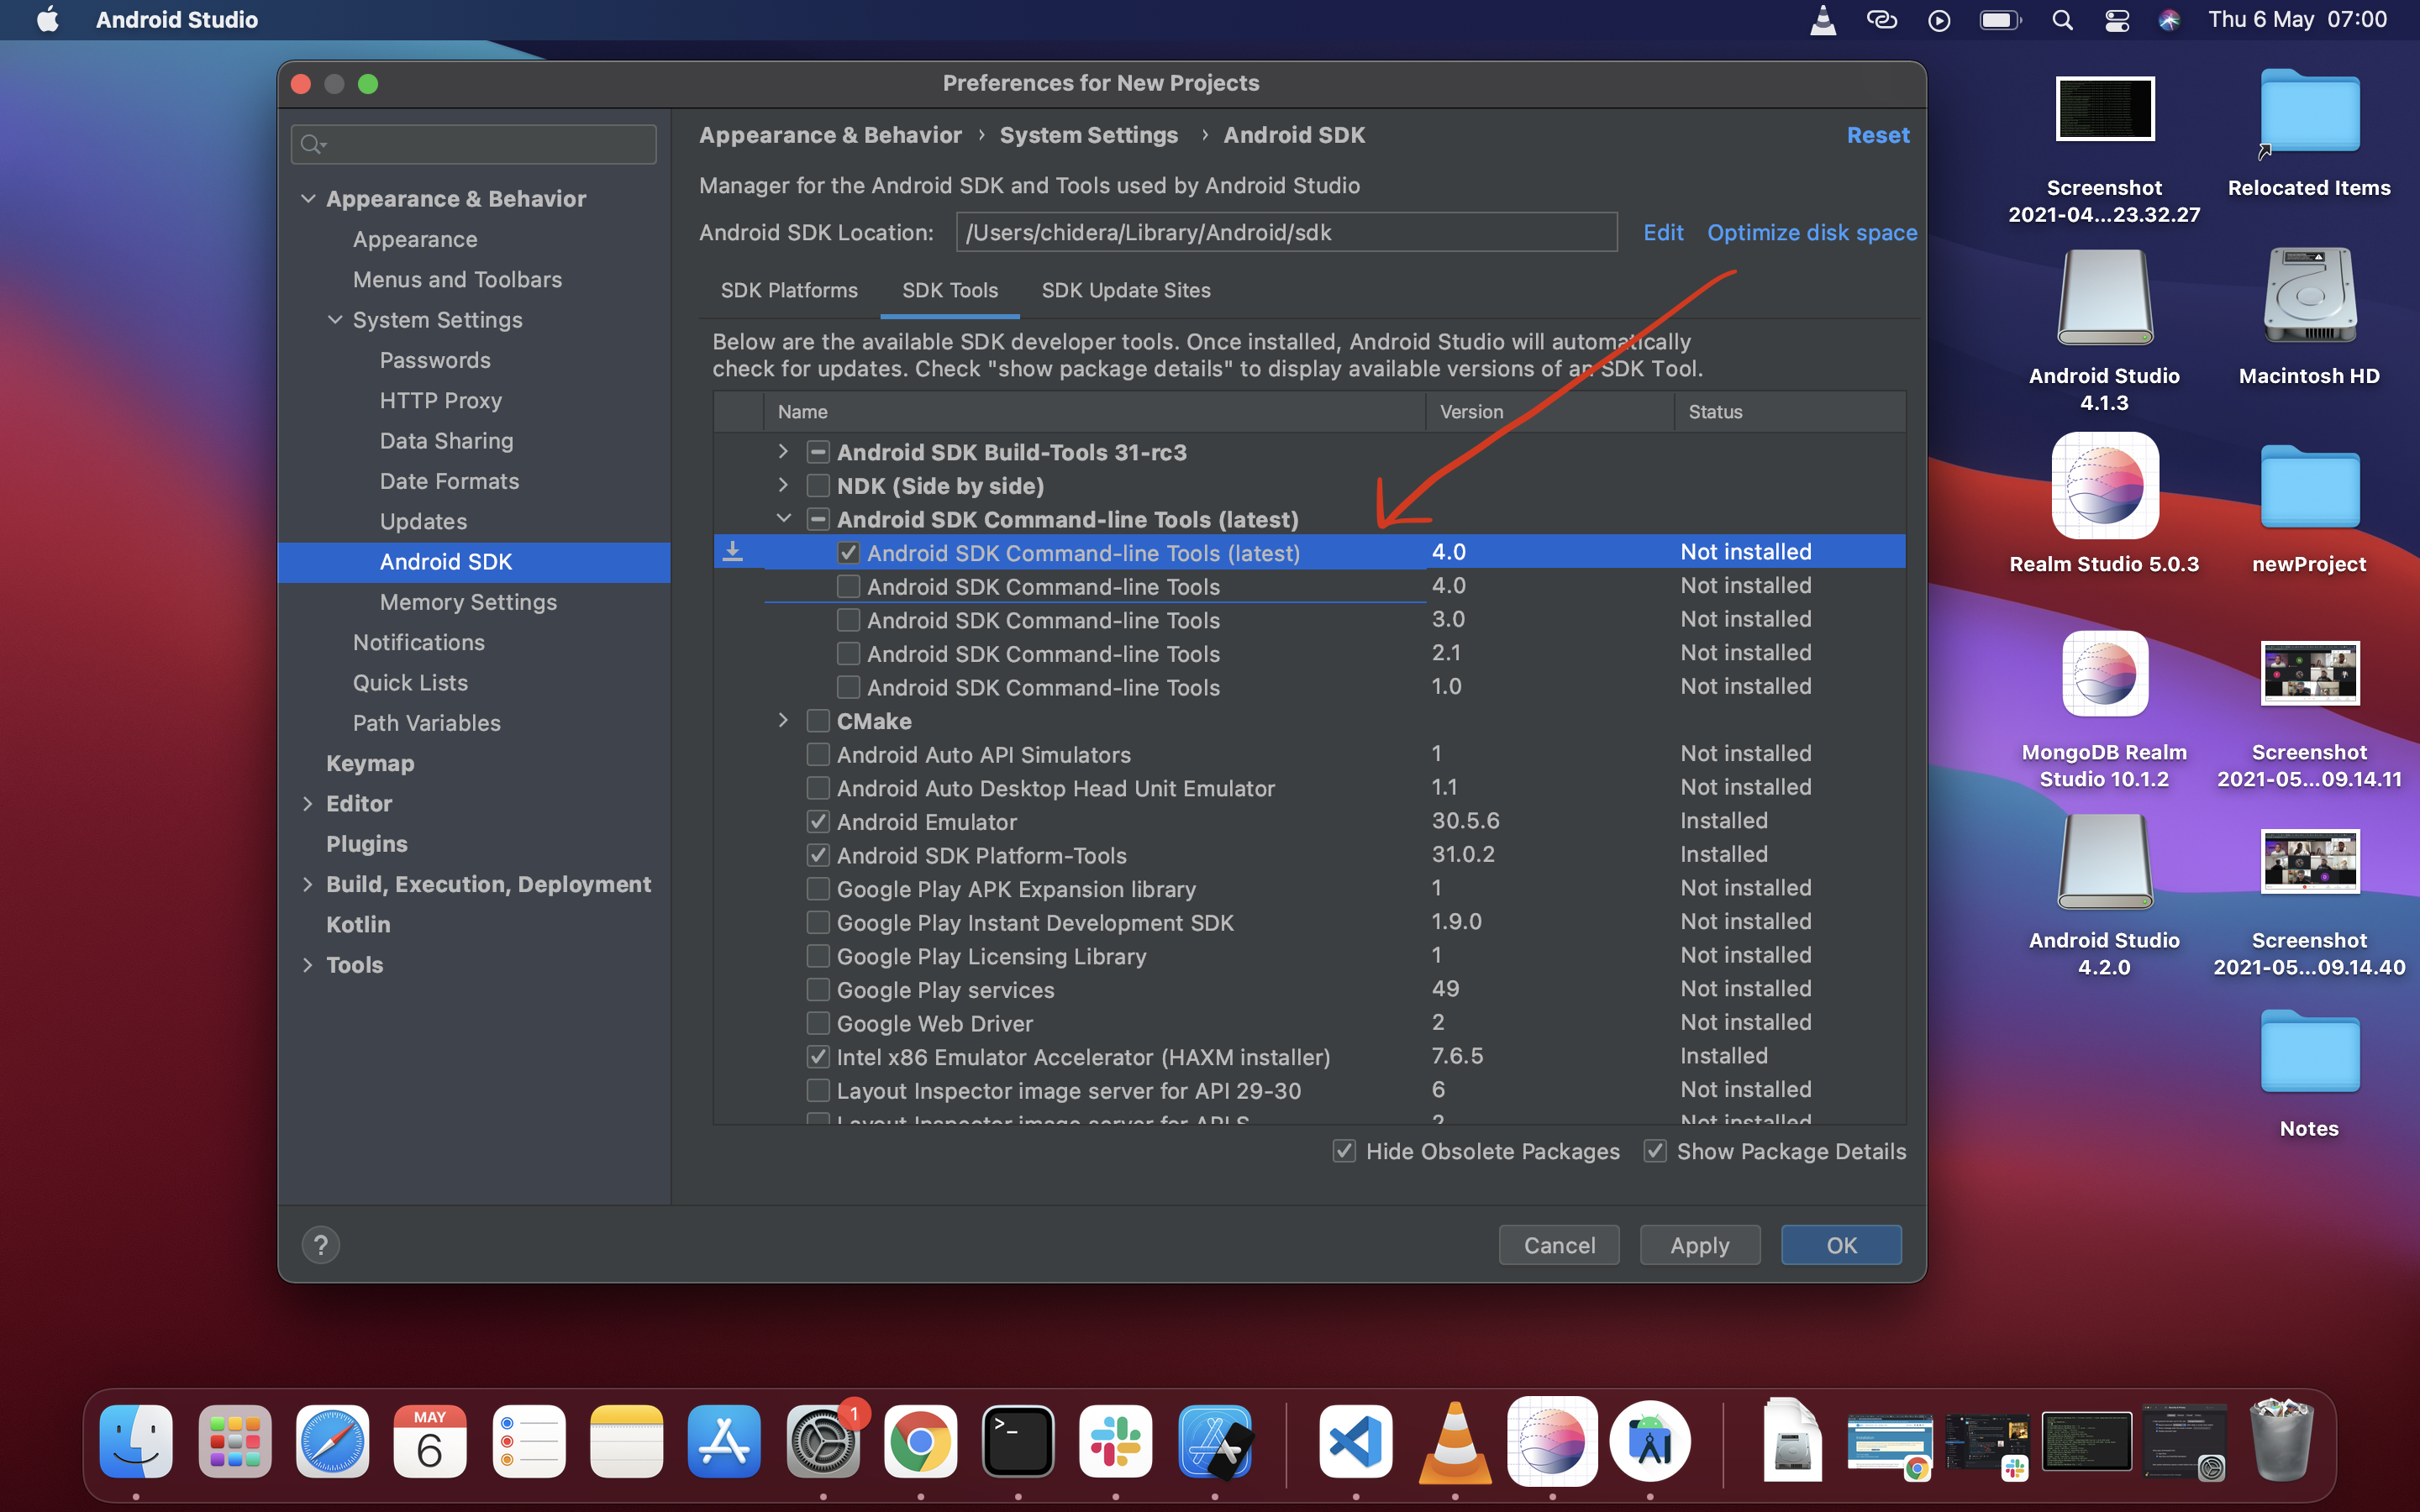 Android Studio
Thu 6 May 07:00
Preferences for New Projects
Appearance & Behavior
Appearance
Menus and Toolbars
System Settings
Passwords
HTTP Proxy
Data Sharing
Date Formats
Updates
Android SDK
Memory Settings
Notifications
Quick Lists
Path Variables
Keymap
Editor
Plugins
Build, Execution, Deployment
Kotlin
Tools
Appearance & Behavior › System Settings › Android SDK
Reset
Manager for the Android SDK and Tools used by Android Studio
Android SDK Location: /Users/chidera/Library/Android/sdk Edit Optimize disk space
SDK Platforms SDK Tools SDK Update Sites
Below are the available SDK developer tools. Once installed, Android Studio will automatically
check for updates. Check "show package details" to display available versions of an SDK Tool.
Name Version Status
Android SDK Build-Tools 31-rc3
NDK (Side by side)
Android SDK Command-line Tools (latest)
Android SDK Command-line Tools (latest) 4.0 Not installed
Android SDK Command-line Tools 4.0 Not installed
Android SDK Command-line Tools 3.0 Not installed
Android SDK Command-line Tools 2.1 Not installed
Android SDK Command-line Tools 1.0 Not installed
CMake
Android Auto API Simulators 1 Not installed
Android Auto Desktop Head Unit Emulator 1.1 Not installed
Android Emulator 30.5.6 Installed
Android SDK Platform-Tools 31.0.2 Installed
Google Play APK Expansion library 1 Not installed
Google Play Instant Development SDK 1.9.0 Not installed
Google Play Licensing Library 1 Not installed
Google Play services 49 Not installed
Google Web Driver 2 Not installed
Intel x86 Emulator Accelerator (HAXM installer) 7.6.5 Installed
Layout Inspector image server for API 29-30 6 Not installed
Layout Inspector image server for API S 2 Not installed
Hide Obsolete Packages Show Package Details
? Cancel Apply OK
Screenshot
2021-04...23.32.27
Relocated Items
Android Studio
4.1.3
Macintosh HD
Realm Studio 5.0.3
newProject
MongoDB Realm
Studio 10.1.2
Screenshot
2021-05...09.14.11
Android Studio
4.2.0
Screenshot
2021-05...09.14.40
Notes
MAY
6
1